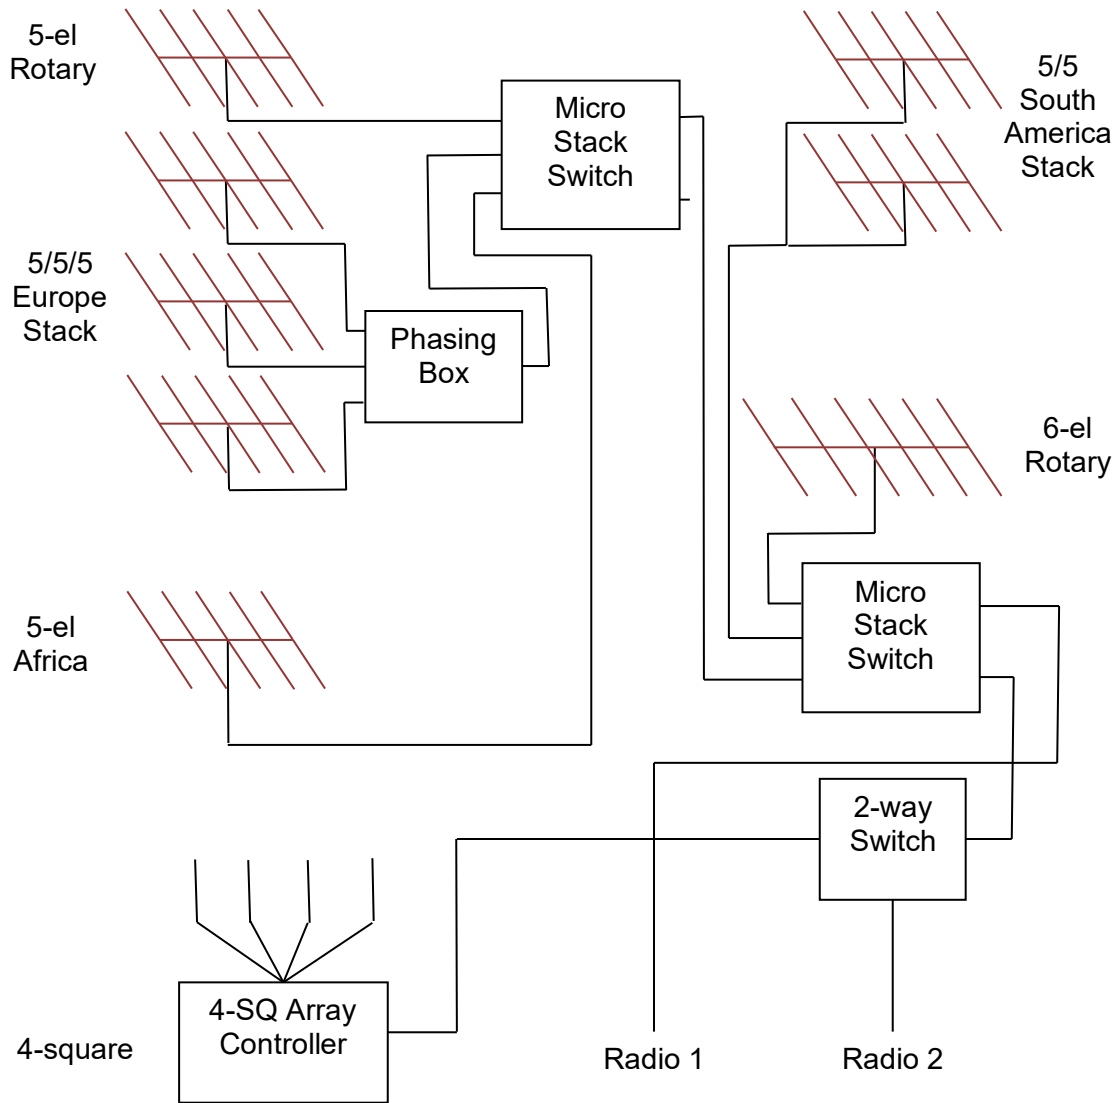 5-el
Rotary
Micro
Stack
Switch
5/5
South
America
Stack
5/5/5
Europe
Stack
Phasing
Box
6-el
Rotary
Micro
Stack
Switch
5-el
Africa
2-way
Switch
4-SQ Array
Controller
4-square
Radio 1
Radio 2